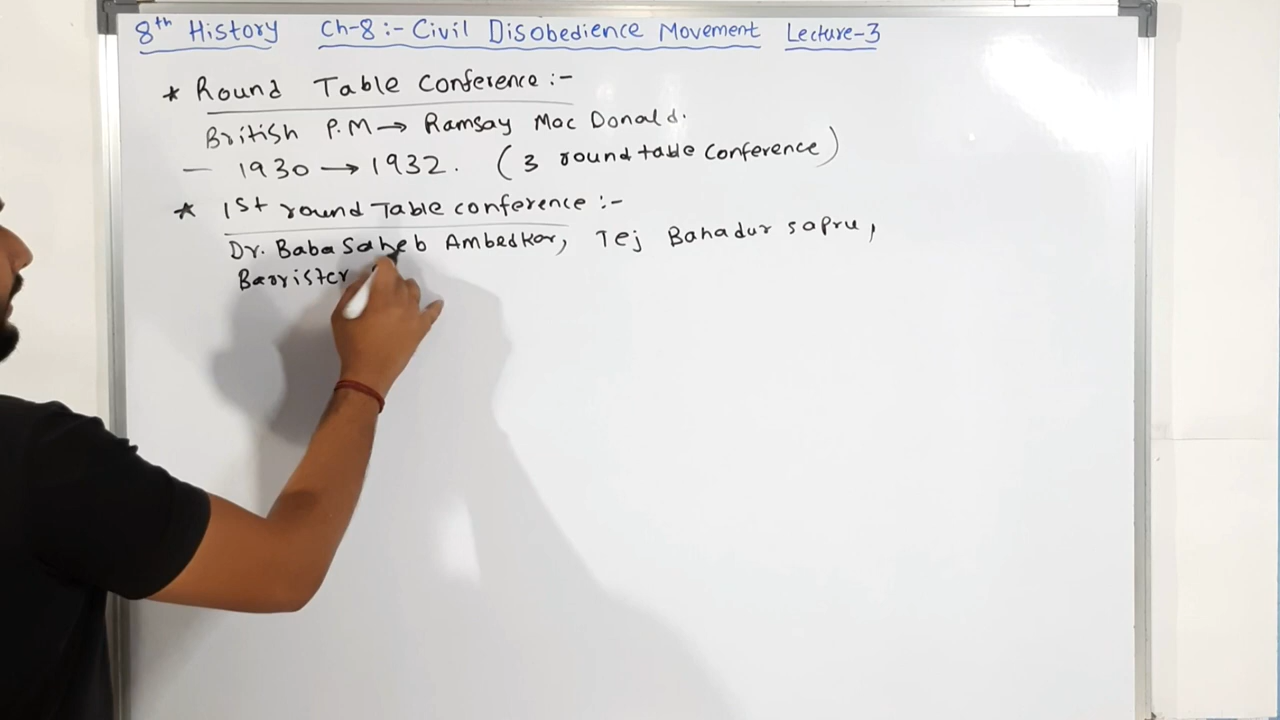 8th History Ch-8:- Civil Disobedience Movement Lecture-3
* Round Table Conference :-
British P.M → Ramsay Mac Donald.
— 1930 → 1932. (3 round table Conference)
* 1st round Table conference :-
Dr. Baba Saheb Ambedkar, Tej Bahadur Sapru,
Barrister